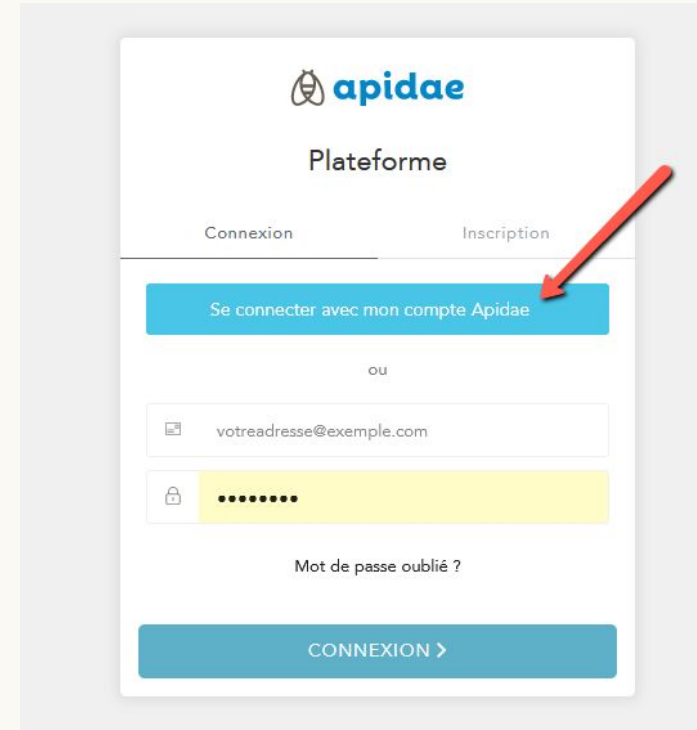 apidae
Plateforme
Connexion Inscription
Se connecter avec mon compte Apidae
ou
votreadresse@exemple.com
••••••••
Mot de passe oublié ?
CONNEXION >